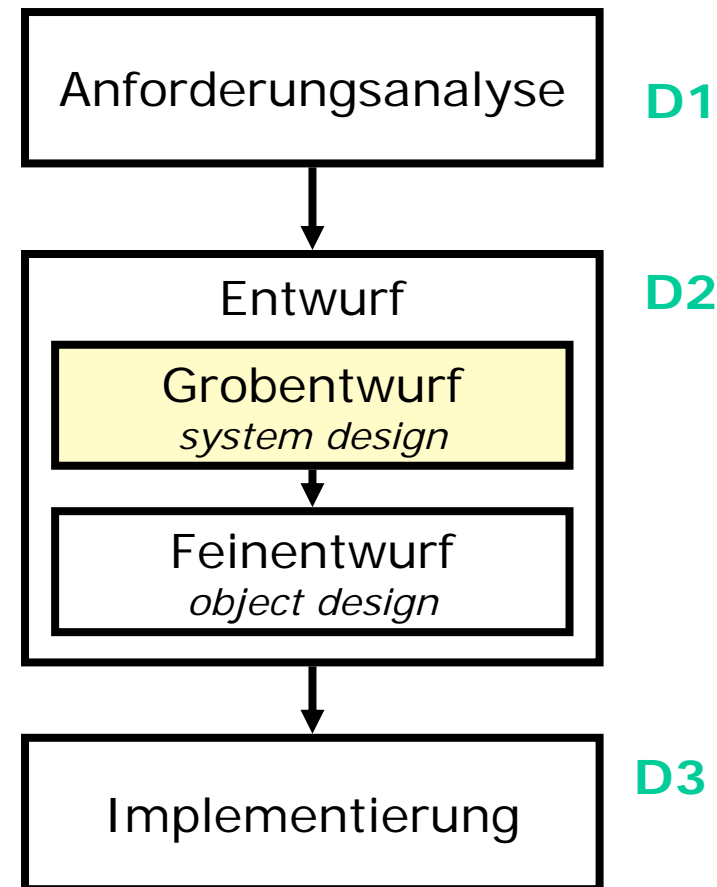 Anforderungsanalyse
D1
Entwurf
D2
Grobentwurf
system design
Feinentwurf
object design
Implementierung
D3